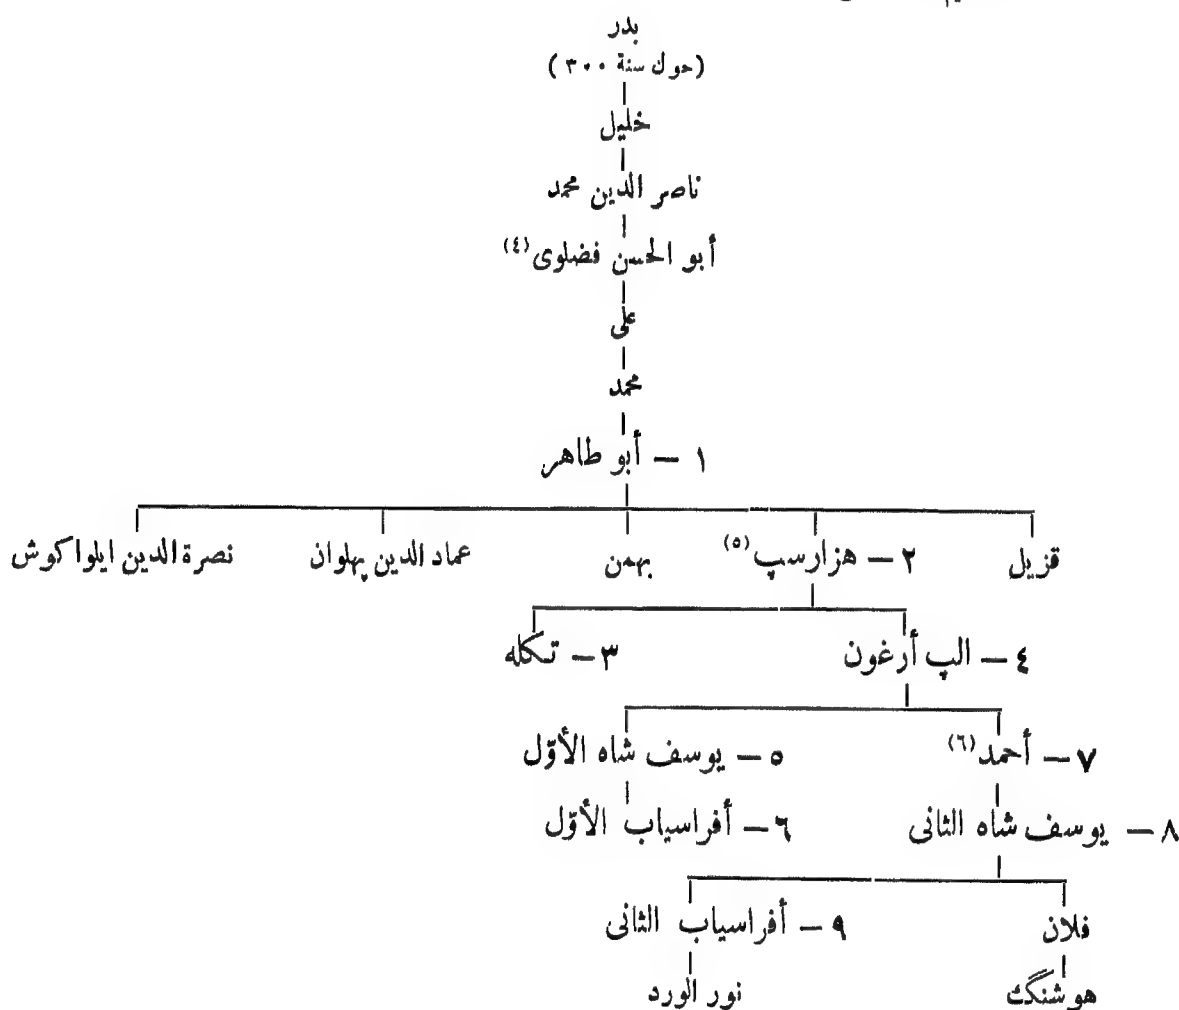 بدر
(حول سنة ٣٠٠)
خليل
ناصر الدين محمد
أبو الحسن فضلوى (٤)
على
محمد
١ – أبو طاهر
قزيل ٢ – هزارسپ (٥) بهمن عماد الدين پهلوان نصرة الدين ايلواكوش
٤ – الپ أرغون ٣ – تكله
٧ – أحمد (٦) ٥ – يوسف شاه الأوّل
٨ – يوسف شاه الثانى ٦ – أفراسياب الأوّل
فلان ٩ – أفراسياب الثانى
هوشنگ نور الورد